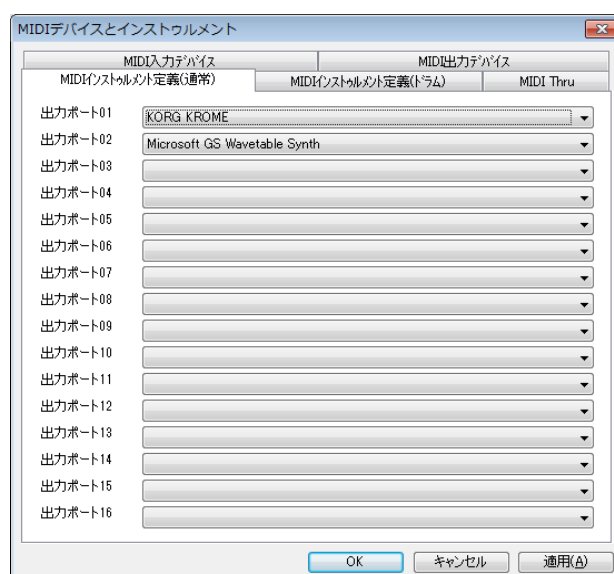 MIDIデバイスとインストゥルメント
MIDI入力ﾃﾞﾊﾞｲｽ MIDI出力ﾃﾞﾊﾞｲｽ
MIDIｲﾝｽﾄｩﾙﾒﾝﾄ定義(通常) MIDIｲﾝｽﾄｩﾙﾒﾝﾄ定義(ﾄﾞﾗﾑ) MIDI Thru
出力ポート01 KORG KROME
出力ポート02 Microsoft GS Wavetable Synth
出力ポート03
出力ポート04
出力ポート05
出力ポート06
出力ポート07
出力ポート08
出力ポート09
出力ポート10
出力ポート11
出力ポート12
出力ポート13
出力ポート14
出力ポート15
出力ポート16
OK キャンセル 適用(A)